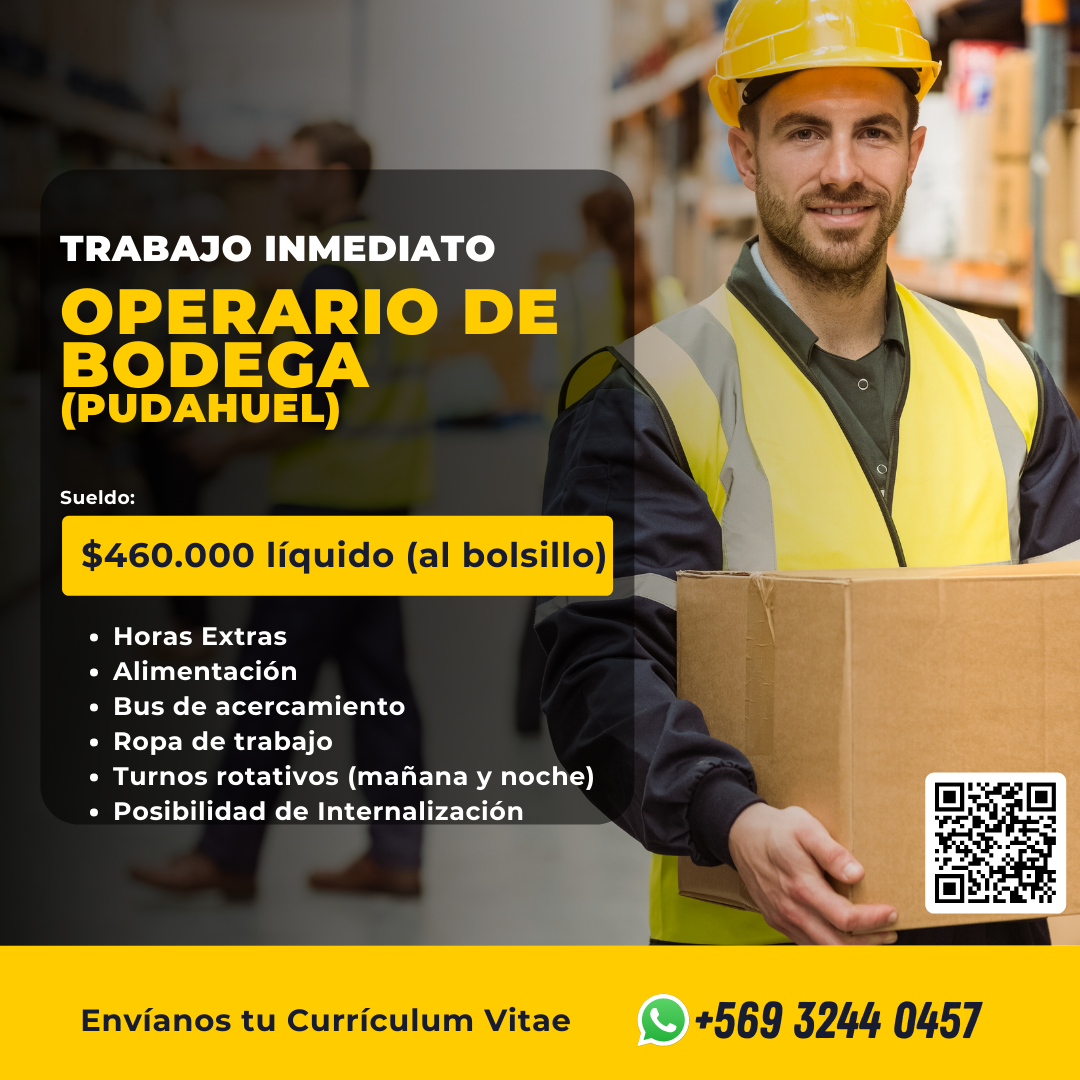 TRABAJO INMEDIATO
OPERARIO DE
BODEGA
(PUDAHUEL)
Sueldo:
$460.000 líquido (al bolsillo)
• Horas Extras
• Alimentación
• Bus de acercamiento
• Ropa de trabajo
• Turnos rotativos (mañana y noche)
• Posibilidad de Internalización
Envíanos tu Currículum Vitae
+569 3244 0457